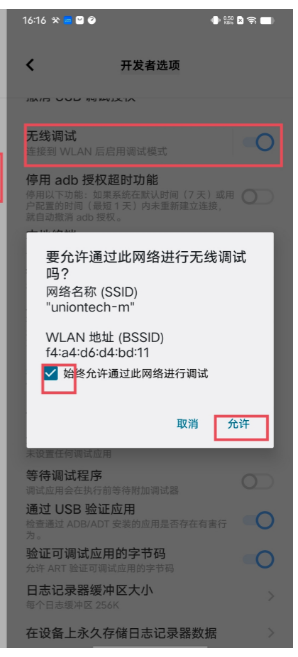 16:16
开发者选项
撤消 USB 调试授权
无线调试
连接到 WLAN 后启用调试模式
停用 adb 授权超时功能
停用以下功能：如果系统在默认时间（7 天）或用
户配置的时间（最短 1 天）内未重新建立连接，
就自动撤消 adb 授权。
要允许通过此网络进行无线调试
吗？
网络名称 (SSID)
"uniontech-m"
WLAN 地址 (BSSID)
f4:a4:d6:d4:bd:11
始终允许通过此网络进行调试
取消 允许
未设置任何调试应用
等待调试程序
调试应用会在执行前等待附加调试器
通过 USB 验证应用
检查通过 ADB/ADT 安装的应用是否存在有害行
为。
验证可调试应用的字节码
允许 ART 验证可调试应用的字节码
日志记录器缓冲区大小
每个日志缓冲区 256K
在设备上永久存储日志记录器数据